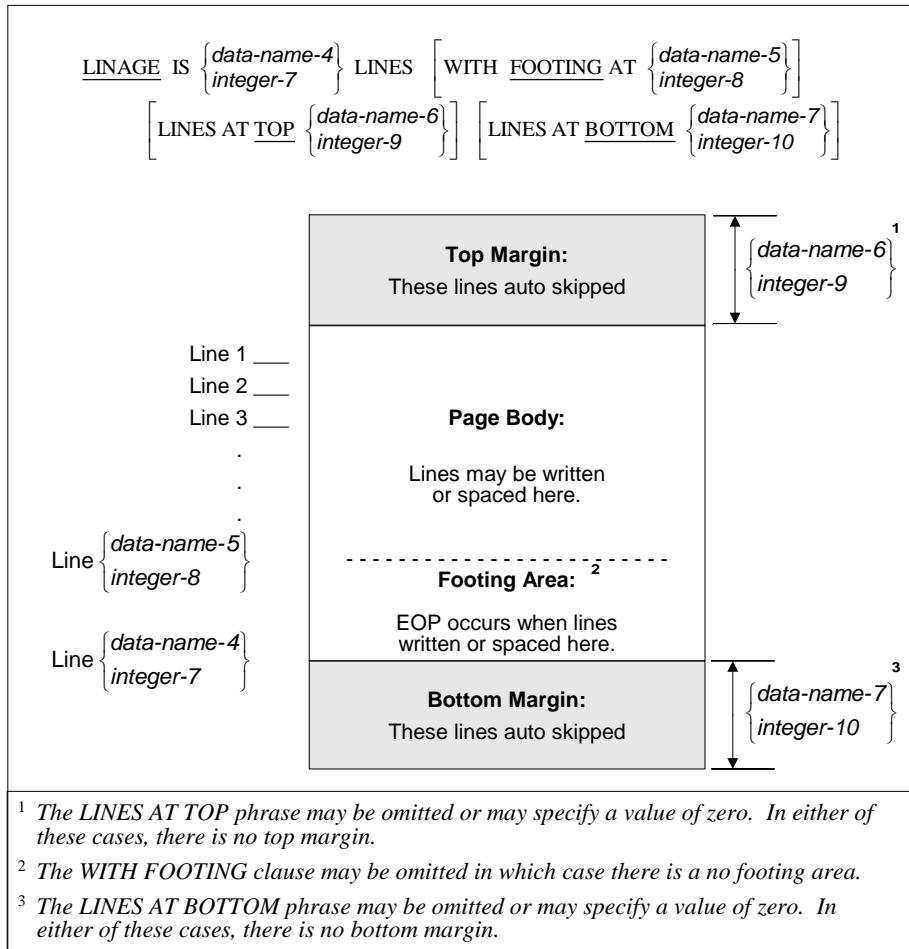 LINAGE IS {data-name-4 integer-7} LINES [WITH FOOTING AT {data-name-5 integer-8}]
[LINES AT TOP {data-name-6 integer-9}] [LINES AT BOTTOM {data-name-7 integer-10}]
Top Margin:
These lines auto skipped
{data-name-6 integer-9} 1
Line 1 ___
Line 2 ___
Line 3 ___
.
.
.
Page Body:
Lines may be written
or spaced here.
Line {data-name-5 integer-8}
Footing Area: 2
EOP occurs when lines
written or spaced here.
Line {data-name-4 integer-7}
Bottom Margin:
These lines auto skipped
{data-name-7 integer-10} 3
1 The LINES AT TOP phrase may be omitted or may specify a value of zero. In either of
these cases, there is no top margin.
2 The WITH FOOTING clause may be omitted in which case there is a no footing area.
3 The LINES AT BOTTOM phrase may be omitted or may specify a value of zero. In
either of these cases, there is no bottom margin.